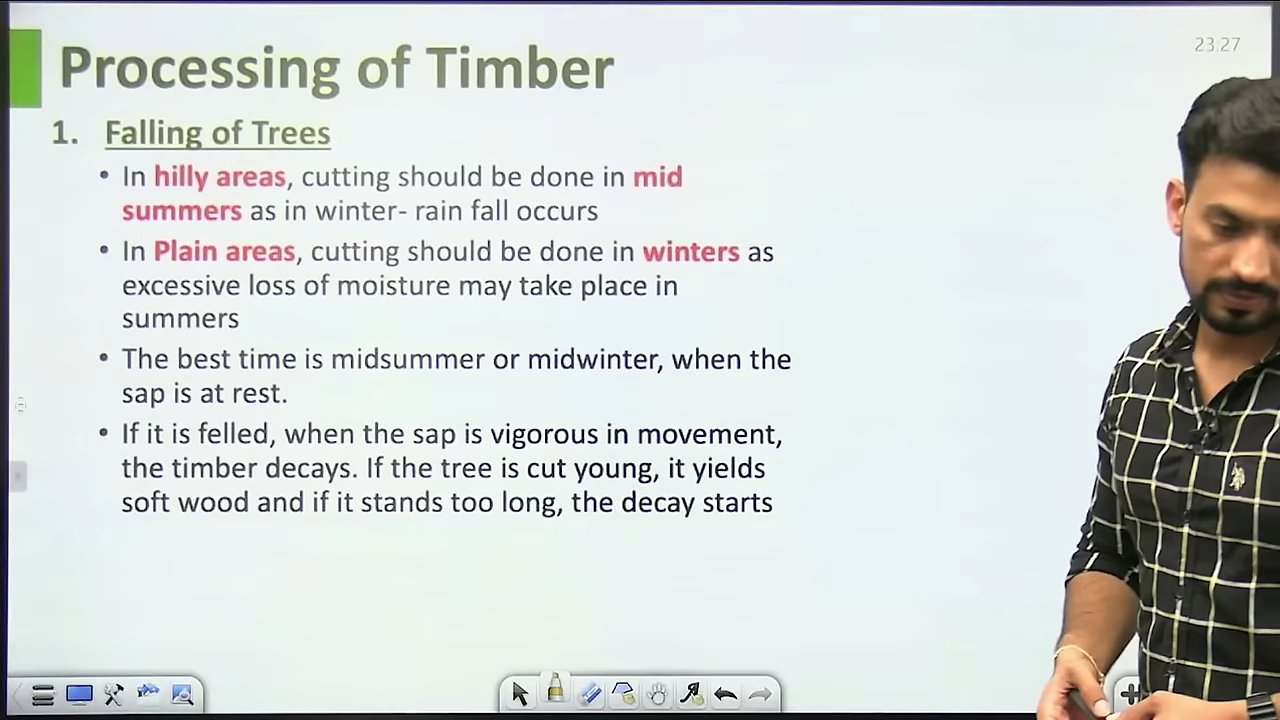 Processing of Timber
23:27
1. Falling of Trees
• In hilly areas, cutting should be done in mid
summers as in winter- rain fall occurs
• In Plain areas, cutting should be done in winters as
excessive loss of moisture may take place in
summers
• The best time is midsummer or midwinter, when the
sap is at rest.
• If it is felled, when the sap is vigorous in movement,
the timber decays. If the tree is cut young, it yields
soft wood and if it stands too long, the decay starts